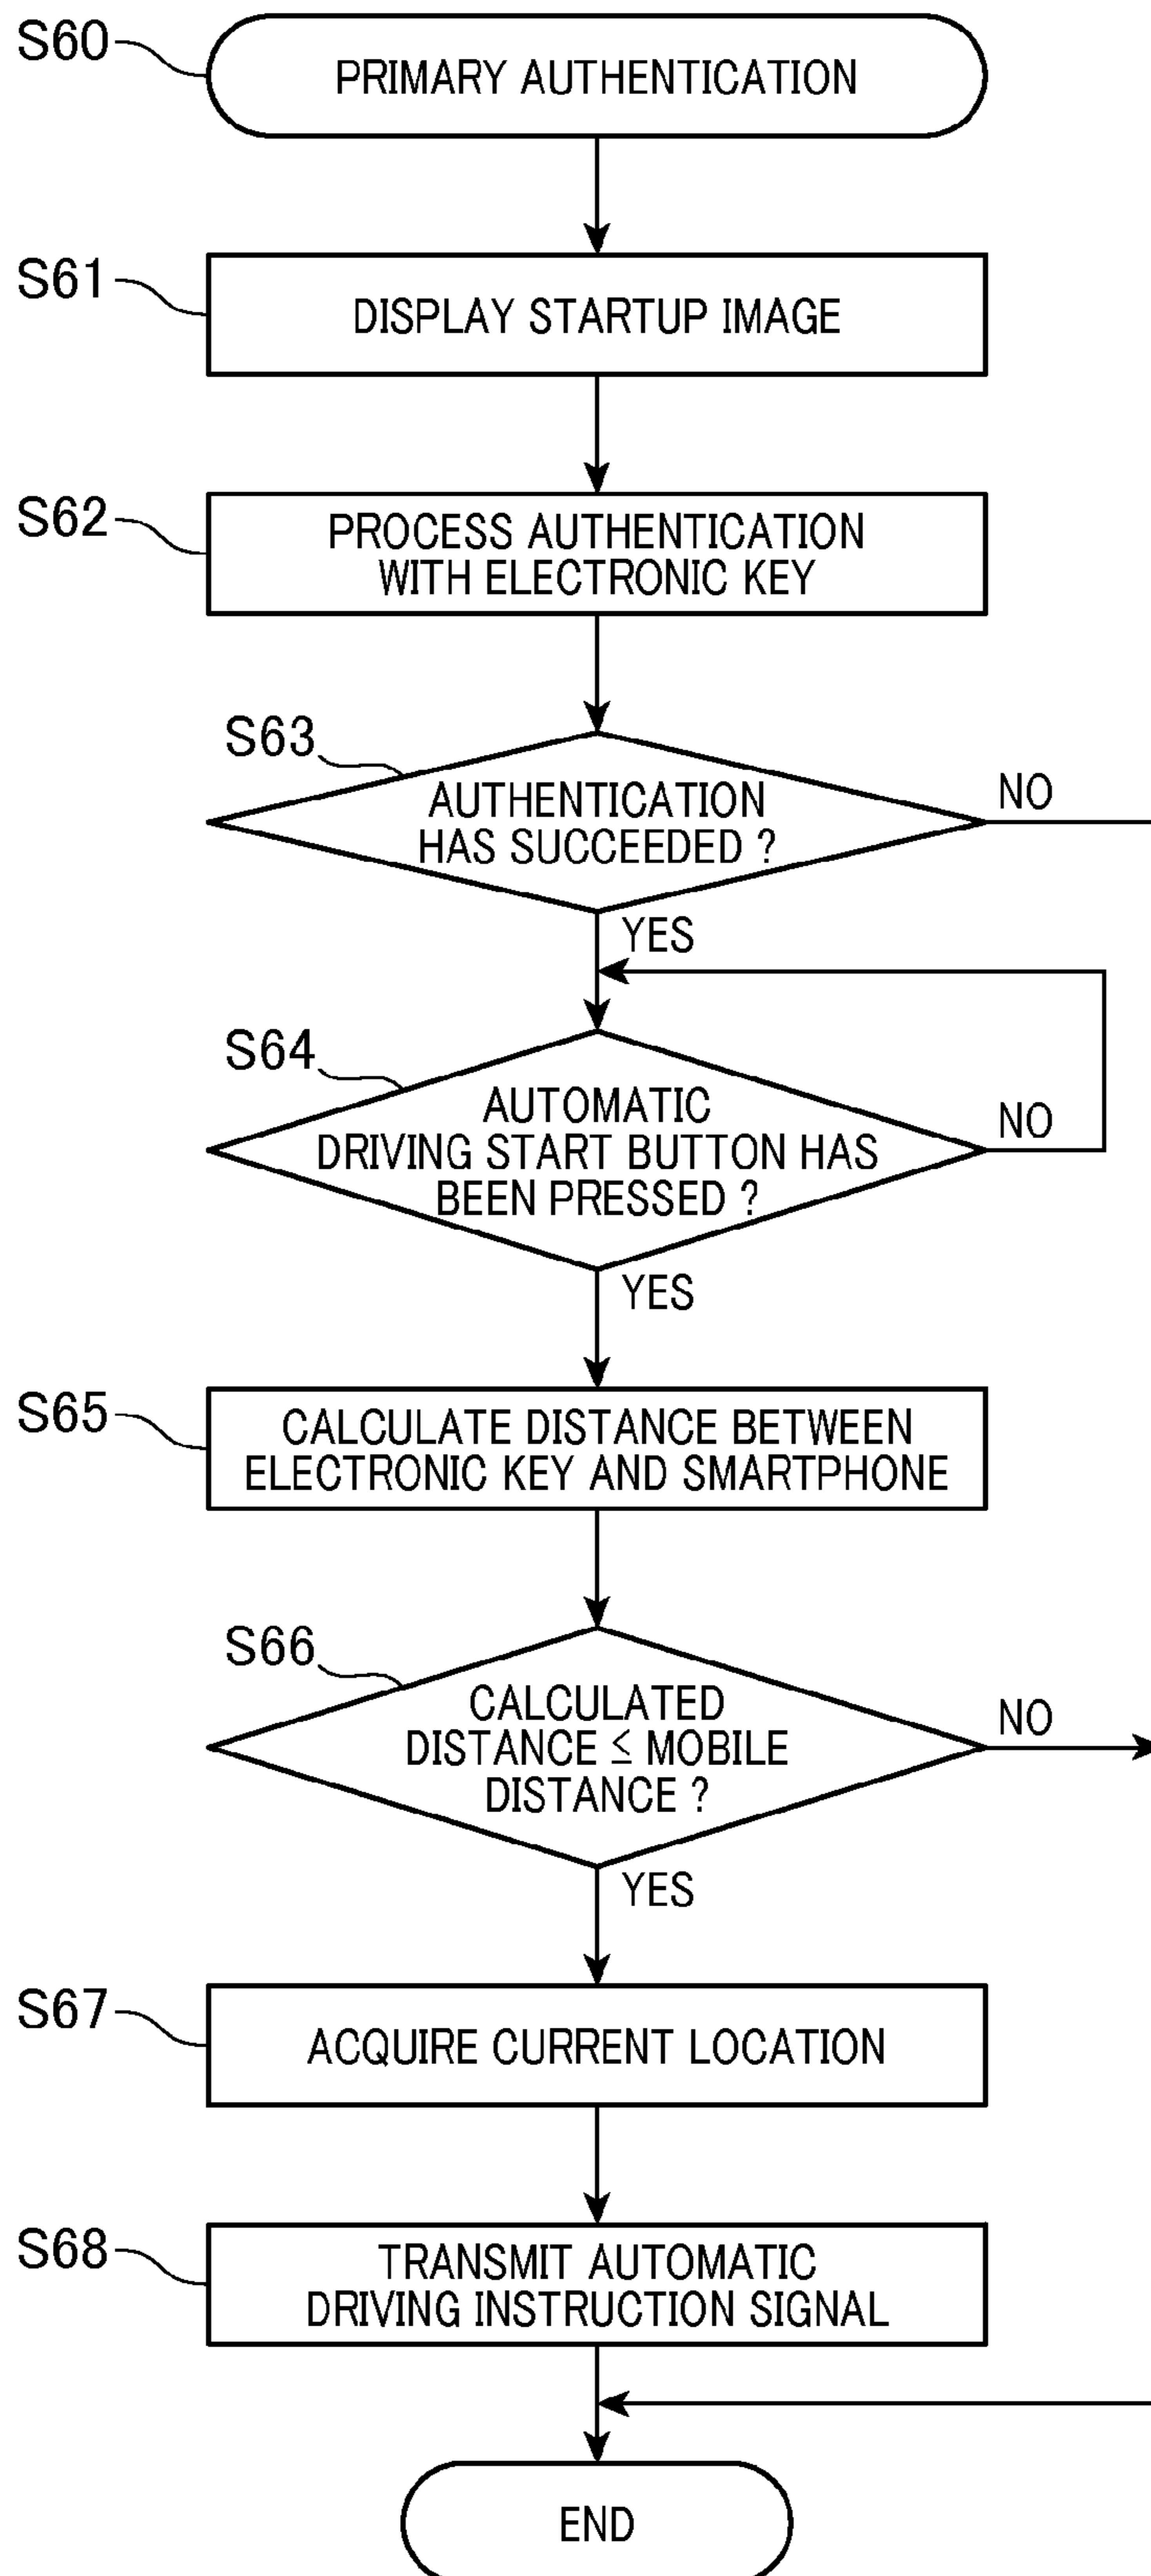 S60
PRIMARY AUTHENTICATION
S61
DISPLAY STARTUP IMAGE
S62
PROCESS AUTHENTICATION
WITH ELECTRONIC KEY
S63
AUTHENTICATION
HAS SUCCEEDED ?
NO
YES
S64
AUTOMATIC
DRIVING START BUTTON HAS
BEEN PRESSED ?
NO
YES
S65
CALCULATE DISTANCE BETWEEN
ELECTRONIC KEY AND SMARTPHONE
S66
CALCULATED
DISTANCE ≤ MOBILE
DISTANCE ?
NO
YES
S67
ACQUIRE CURRENT LOCATION
S68
TRANSMIT AUTOMATIC
DRIVING INSTRUCTION SIGNAL
END